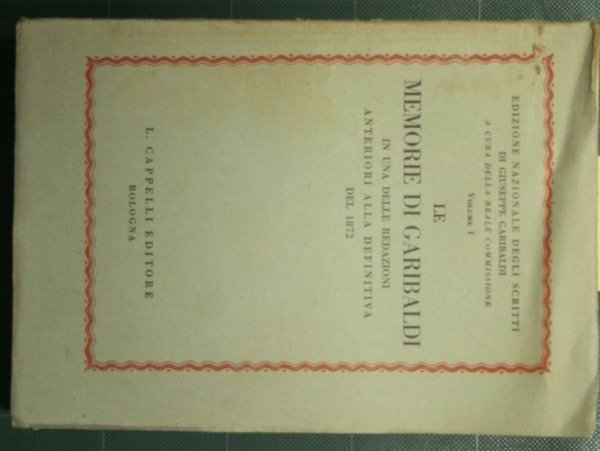 EDIZIONE NAZIONALE DEGLI SCRITTI
DI GIUSEPPE GARIBALDI
A CURA DELLA REALE COMMISSIONE
VOLUME I
LE
MEMORIE DI GARIBALDI
IN UNA DELLE REDAZIONI
ANTERIORI ALLA DEFINITIVA
DEL 1872
L. CAPPELLI EDITORE
BOLOGNA